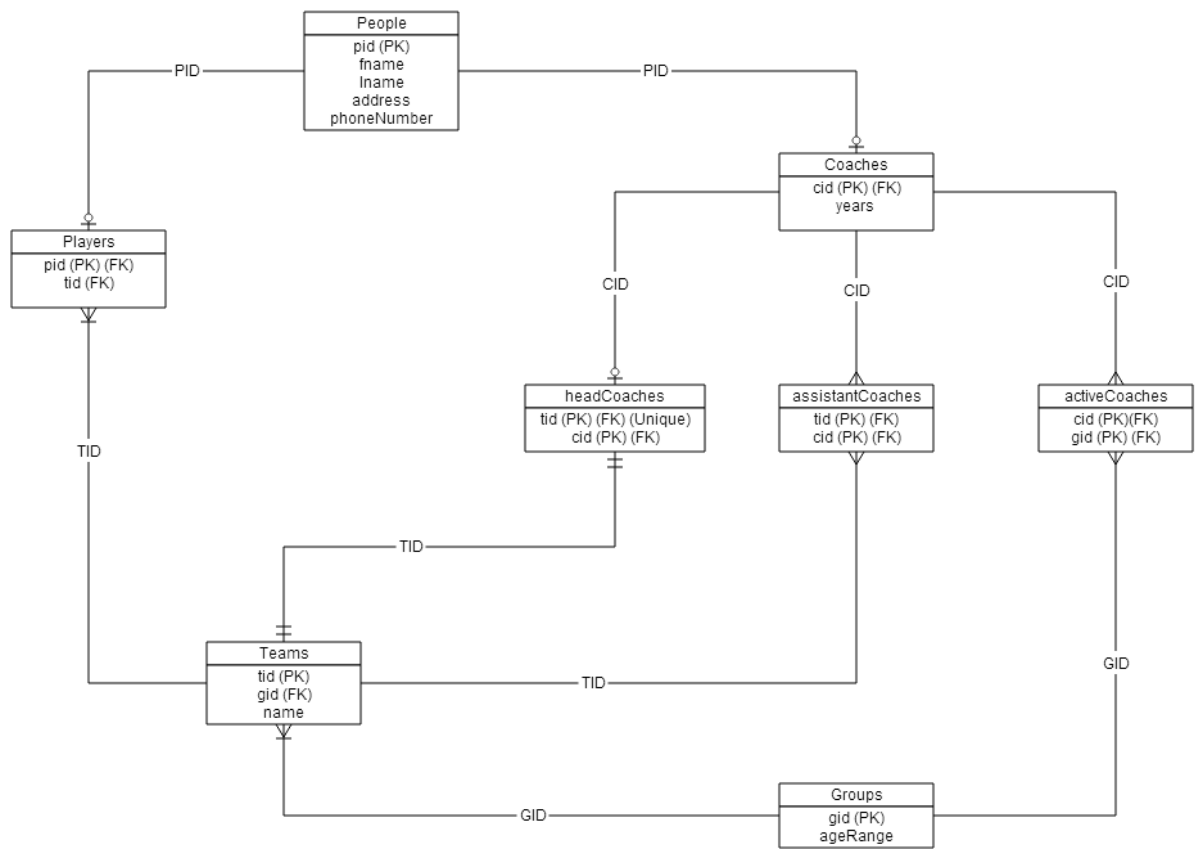 People
pid (PK)
fname
lname
address
phoneNumber
PID
PID
Coaches
cid (PK) (FK)
years
Players
pid (PK) (FK)
tid (FK)
CID
CID
CID
headCoaches
tid (PK) (FK) (Unique)
cid (PK) (FK)
assistantCoaches
tid (PK) (FK)
cid (PK) (FK)
activeCoaches
cid (PK)(FK)
gid (PK) (FK)
TID
TID
Teams
tid (PK)
gid (FK)
name
TID
GID
GID
Groups
gid (PK)
ageRange